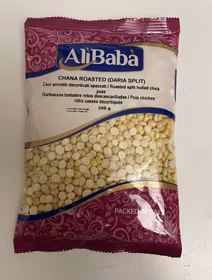 AliBaba
CHANA ROASTED (DARIA SPLIT)
Ceci arrostiti decorticati spezzati / Roasted split hulled chick
peas
Garbanzos tostados rotos descascarillados / Pois chiches
rôtis cassés décortiqués
250 g
PACKED